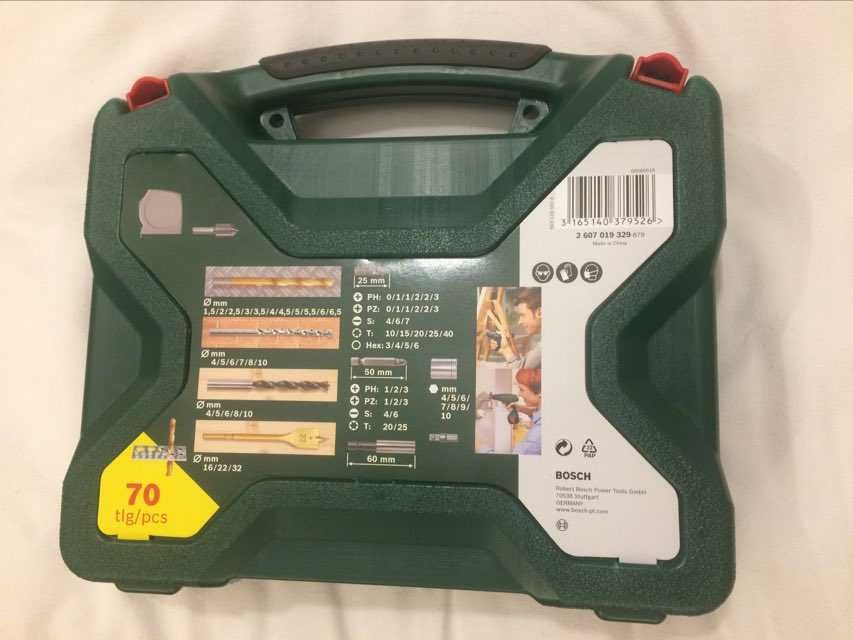 3 165140 379526 >
2 607 019 329-879
Made in China
Ø mm
1,5/2/2,5/3/3,5/4/4,5/5/5,5/6/6,5
Ø mm
4/5/6/7/8/10
Ø mm
4/5/6/8/10
Ø mm
16/22/32
25 mm
PH: 0/1/1/2/2/3
PZ: 0/1/1/2/2/3
S: 4/6/7
T: 10/15/20/25/40
Hex: 3/4/5/6
50 mm
PH: 1/2/3
PZ: 1/2/3
S: 4/6
T: 20/25
60 mm
mm
4/5/6/
7/8/9/
10
70
tlg/pcs
PAP
BOSCH
Robert Bosch Power Tools GmbH
70538 Stuttgart
GERMANY
www.bosch-pt.com